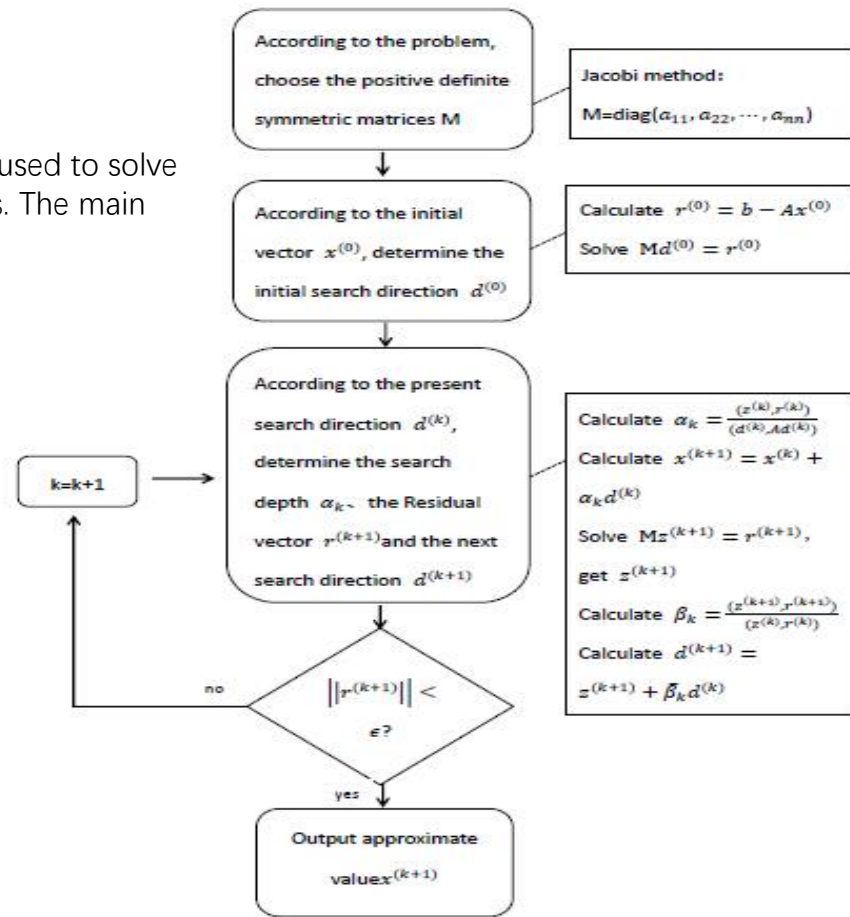 used to solve
s. The main
According to the problem,
choose the positive definite
symmetric matrices M
Jacobi method:
M=diag(a₁₁, a₂₂, ⋯, aₙₙ)
According to the initial
vector x⁽⁰⁾, determine the
initial search direction d⁽⁰⁾
Calculate r⁽⁰⁾ = b − Ax⁽⁰⁾
Solve Md⁽⁰⁾ = r⁽⁰⁾
According to the present
search direction d⁽ᵏ⁾,
determine the search
depth αₖ、 the Residual
vector r⁽ᵏ⁺¹⁾and the next
search direction d⁽ᵏ⁺¹⁾
Calculate αₖ = (z⁽ᵏ⁾,r⁽ᵏ⁾)/(d⁽ᵏ⁾,Ad⁽ᵏ⁾)
Calculate x⁽ᵏ⁺¹⁾ = x⁽ᵏ⁾ +
αₖd⁽ᵏ⁾
Solve Mz⁽ᵏ⁺¹⁾ = r⁽ᵏ⁺¹⁾,
get z⁽ᵏ⁺¹⁾
Calculate βₖ = (z⁽ᵏ⁺¹⁾,r⁽ᵏ⁺¹⁾)/(z⁽ᵏ⁾,r⁽ᵏ⁾)
Calculate d⁽ᵏ⁺¹⁾ =
z⁽ᵏ⁺¹⁾ + βₖd⁽ᵏ⁾
k=k+1
no
||r⁽ᵏ⁺¹⁾|| <
ϵ?
yes
Output approximate
valuex⁽ᵏ⁺¹⁾